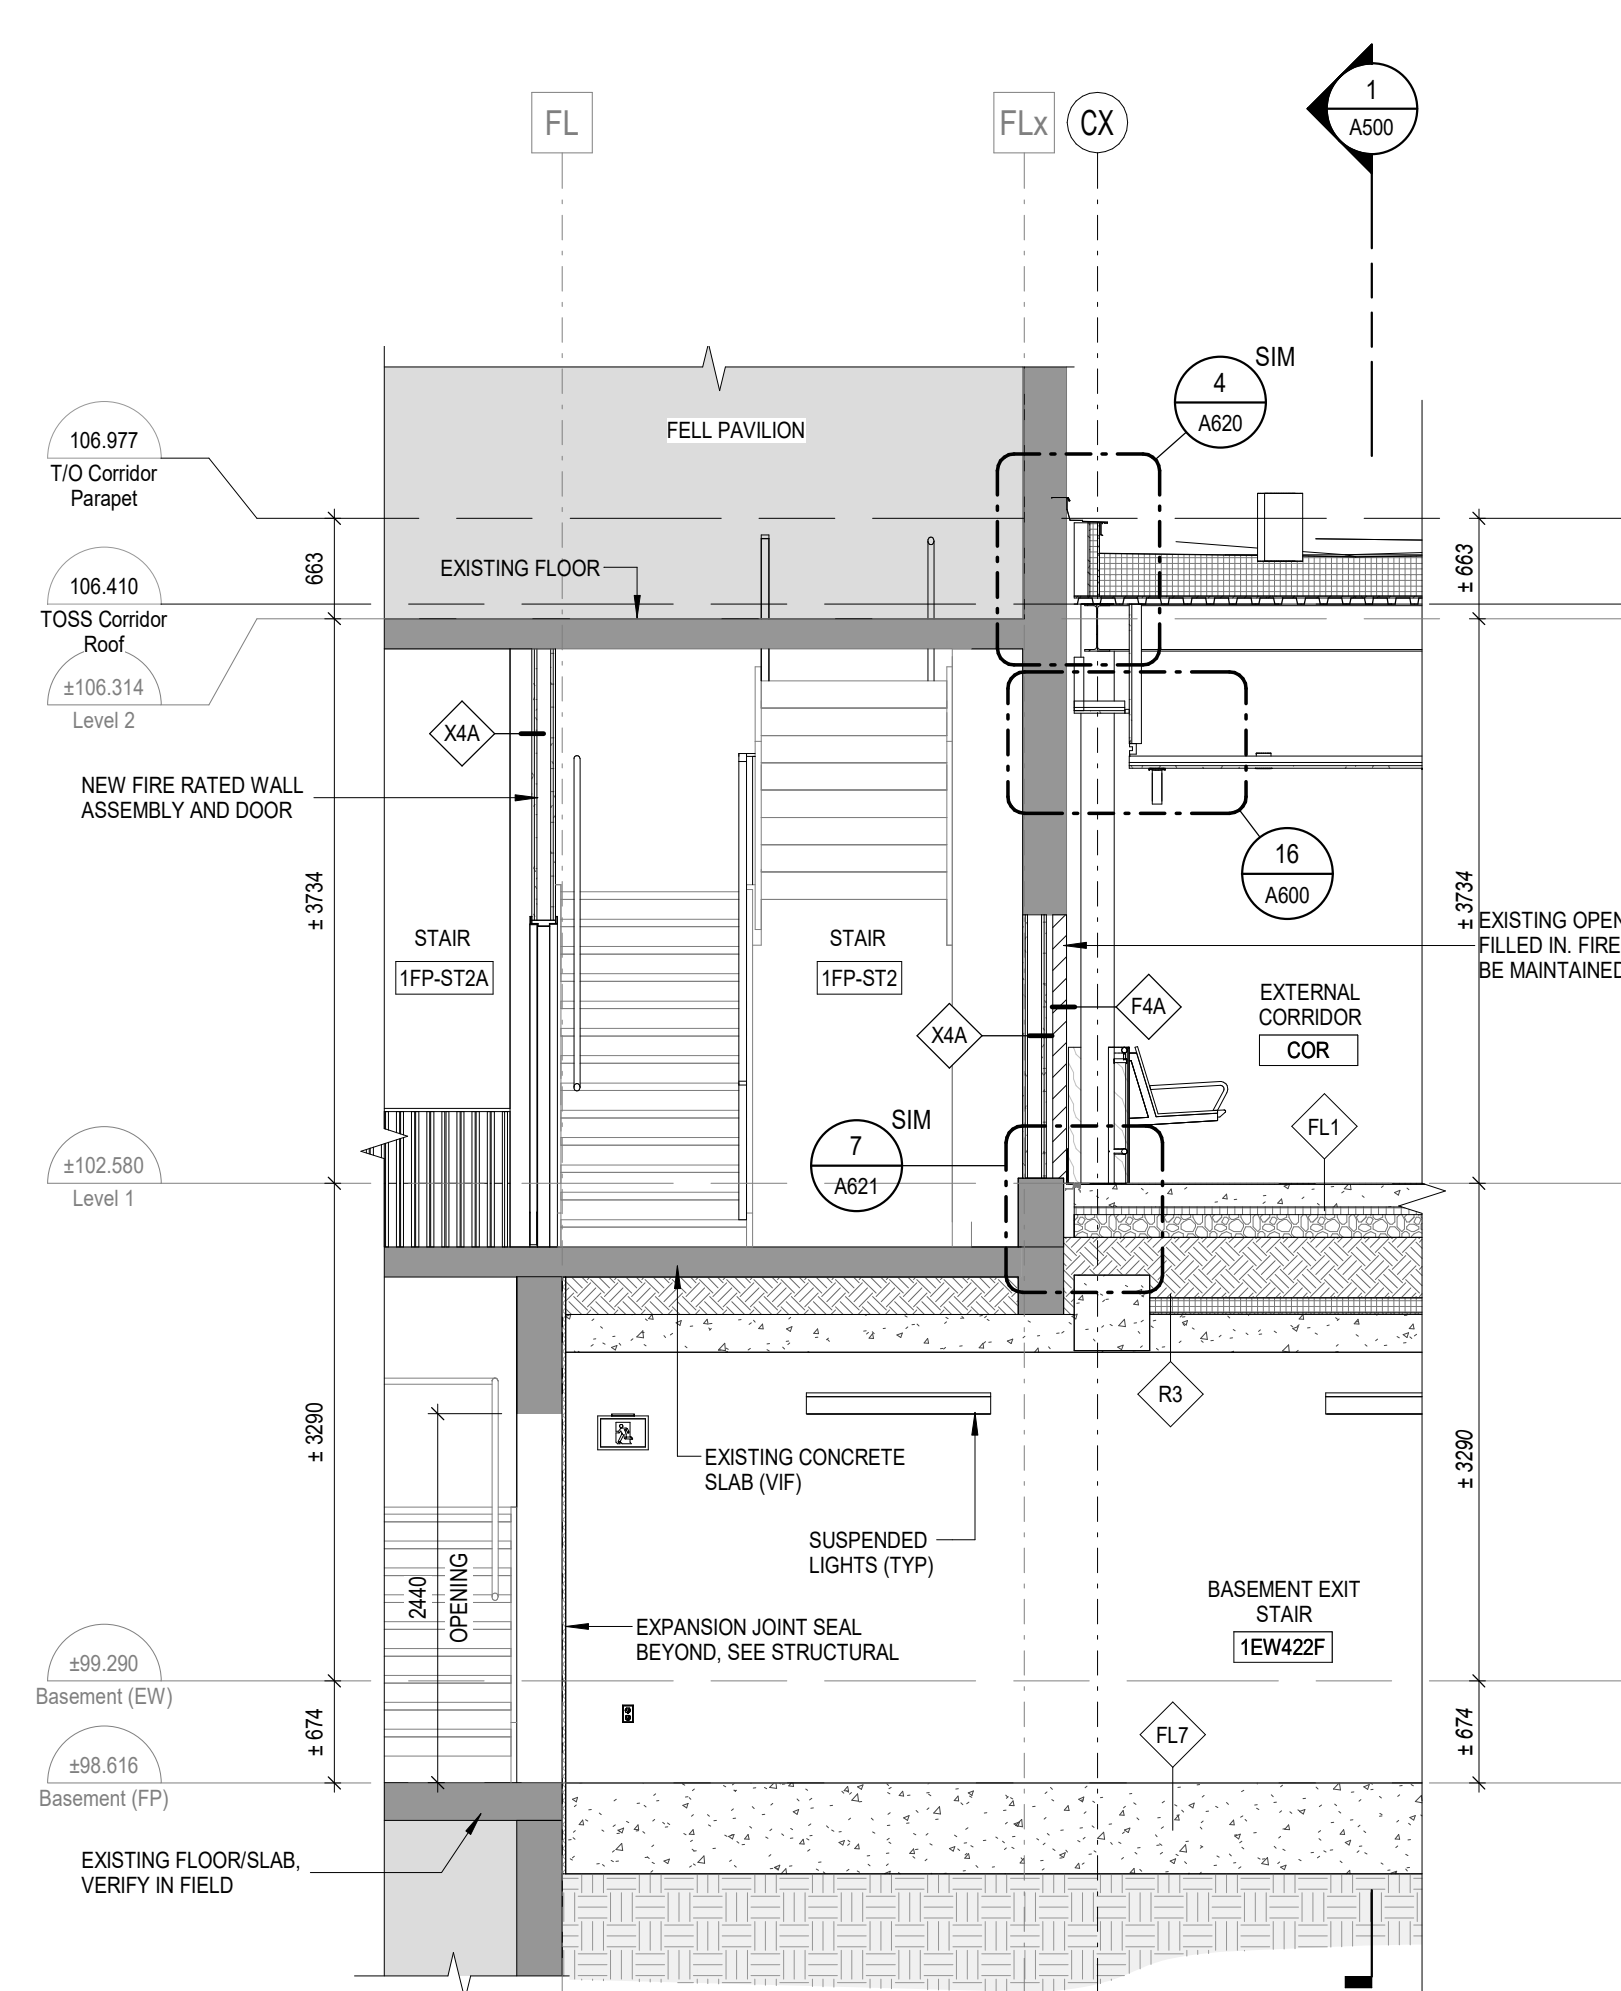 FL
FLx
CX
1
A500
SIM
4
A620
FELL PAVILION
106.977
T/O Corridor
Parapet
663
± 663
EXISTING FLOOR
106.410
TOSS Corridor
Roof
±106.314
Level 2
X4A
NEW FIRE RATED WALL
ASSEMBLY AND DOOR
16
A600
± 3734
± 3734
EXISTING OPEN
FILLED IN. FIRE
BE MAINTAINED
STAIR
1FP-ST2A
STAIR
1FP-ST2
EXTERNAL
CORRIDOR
COR
F4A
X4A
SIM
7
A621
FL1
±102.580
Level 1
R3
± 3290
± 3290
EXISTING CONCRETE
SLAB (VIF)
SUSPENDED
LIGHTS (TYP)
2440
OPENING
BASEMENT EXIT
STAIR
1EW422F
EXPANSION JOINT SEAL
BEYOND, SEE STRUCTURAL
±99.290
Basement (EW)
± 674
± 674
FL7
±98.616
Basement (FP)
EXISTING FLOOR/SLAB,
VERIFY IN FIELD